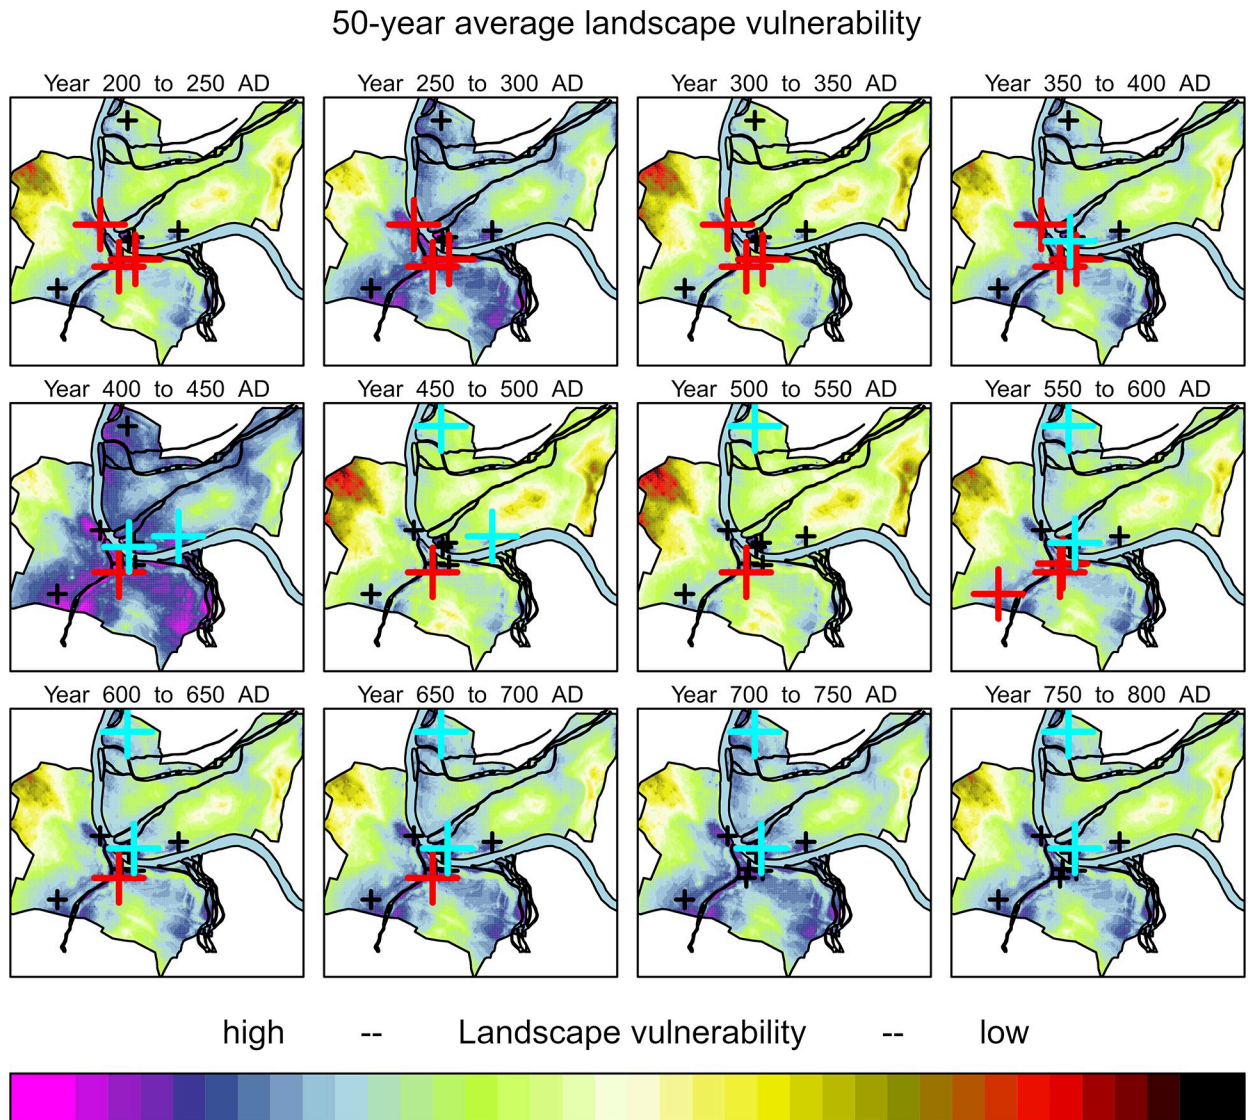 50-year average landscape vulnerability
Year 200 to 250 AD
Year 250 to 300 AD
Year 300 to 350 AD
Year 350 to 400 AD
Year 400 to 450 AD
Year 450 to 500 AD
Year 500 to 550 AD
Year 550 to 600 AD
Year 600 to 650 AD
Year 650 to 700 AD
Year 700 to 750 AD
Year 750 to 800 AD
high -- Landscape vulnerability -- low